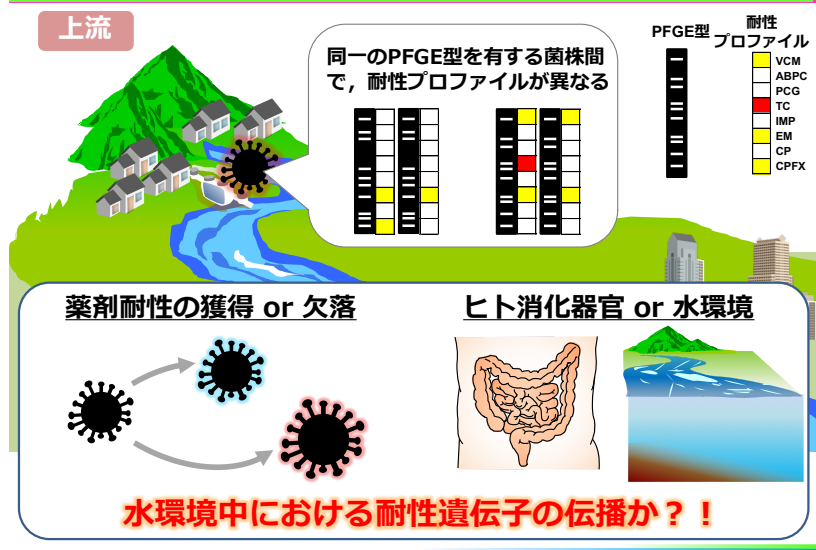 上流
同一のPFGE型を有する菌株間
で，耐性プロファイルが異なる
PFGE型
耐性
プロファイル
VCM
ABPC
PCG
TC
IMP
EM
CP
CPFX
薬剤耐性の獲得 or 欠落
ヒト消化器官 or 水環境
水環境中における耐性遺伝子の伝播か？！